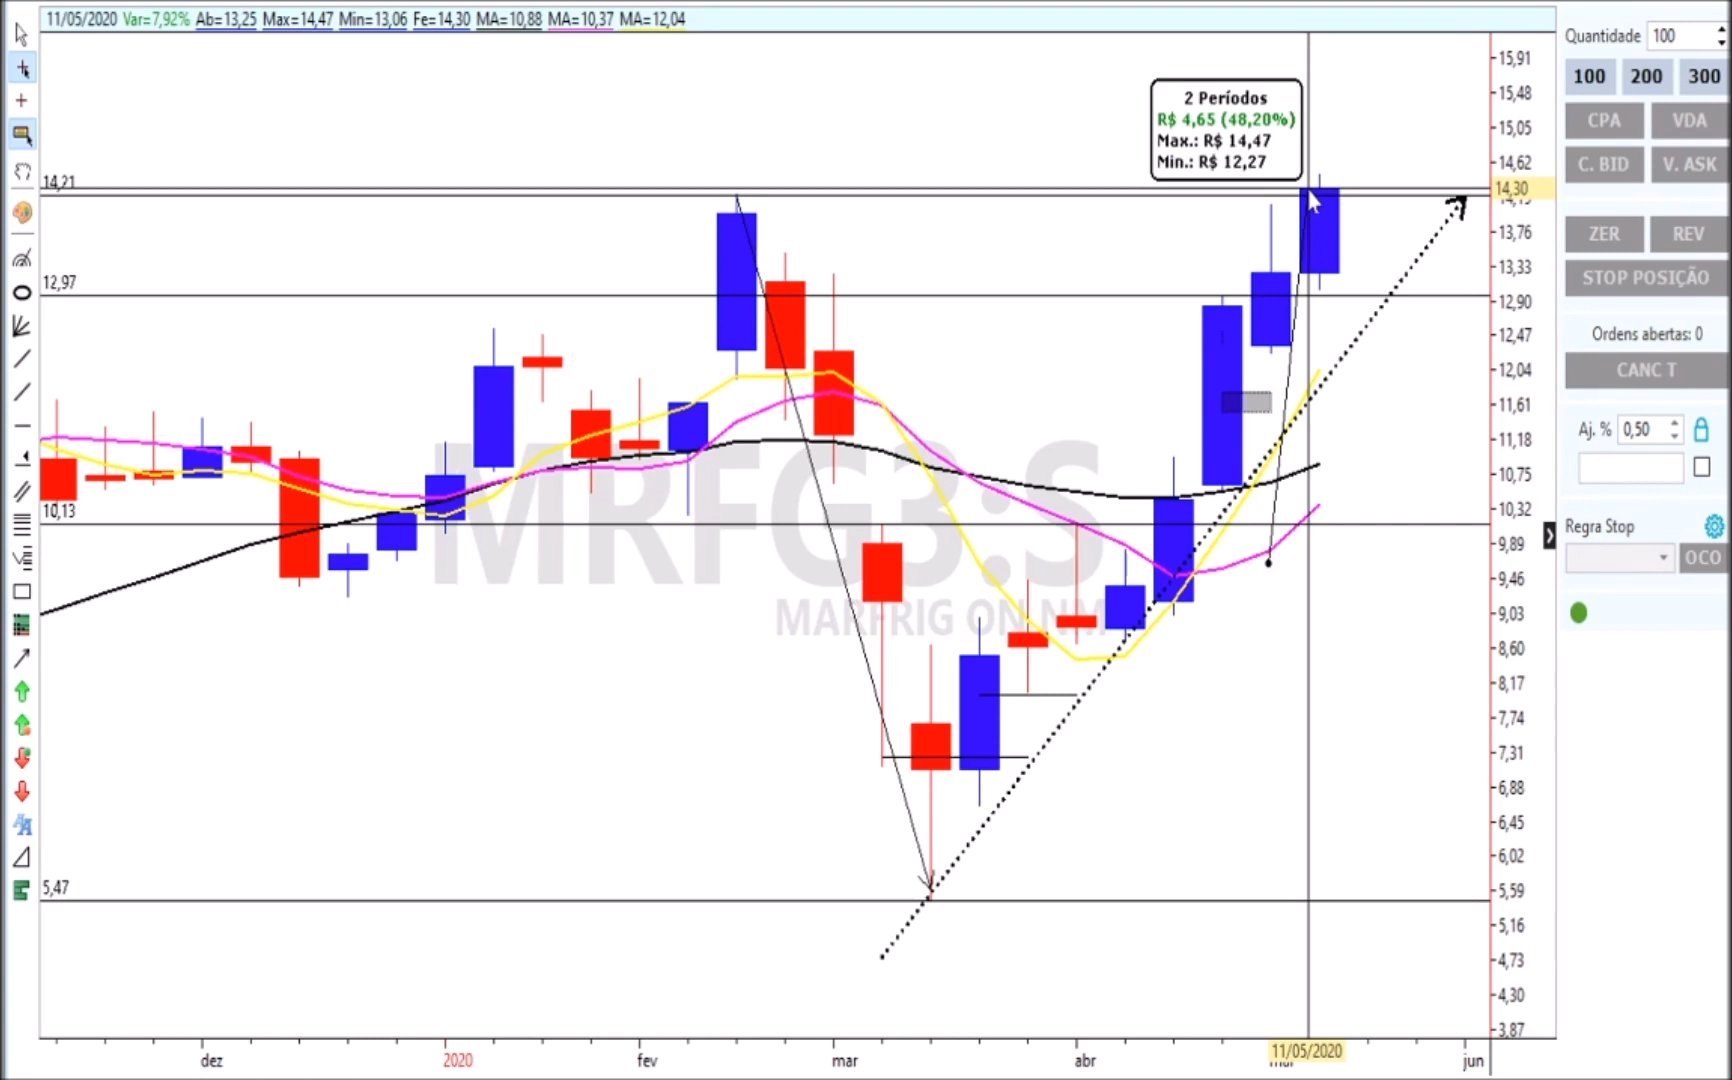 11/05/2020 Var=7,92% Ab=13,25 Max=14,47 Min=13,06 Fe=14,30 MA=10,88 MA=10,37 MA=12,04
2 Períodos
R$ 4,65 (48,20%)
Max.: R$ 14,47
Min.: R$ 12,27
14,21
12,97
10,13
5,47
MRFG3:S
MARFRIG ON NM
15,91
15,48
15,05
14,62
14,30
13,76
13,33
12,90
12,47
12,04
11,61
11,18
10,75
10,32
9,89
9,46
9,03
8,60
8,17
7,74
7,31
6,88
6,45
6,02
5,59
5,16
4,73
4,30
3,87
dez
2020
fev
mar
abr
11/05/2020
jun
Quantidade 100
100 200 300
CPA VDA
C. BID V. ASK
ZER REV
STOP POSIÇÃO
Ordens abertas: 0
CANC T
Aj. % 0,50
Regra Stop
OCO